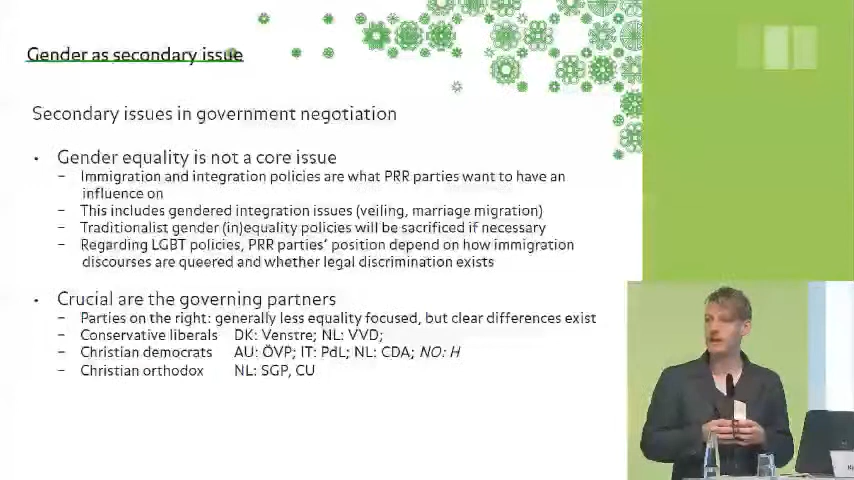 Gender as secondary issue
Secondary issues in government negotiation
• Gender equality is not a core issue
– Immigration and integration policies are what PRR parties want to have an
influence on
– This includes gendered integration issues (veiling, marriage migration)
– Traditionalist gender (in)equality policies will be sacrificed if necessary
– Regarding LGBT policies, PRR parties' position depend on how immigration
discourses are queered and whether legal discrimination exists
• Crucial are the governing partners
– Parties on the right: generally less equality focused, but clear differences exist
– Conservative liberals DK: Venstre; NL: VVD;
– Christian democrats AU: ÖVP; IT: PdL; NL: CDA; NO: H
– Christian orthodox NL: SGP, CU